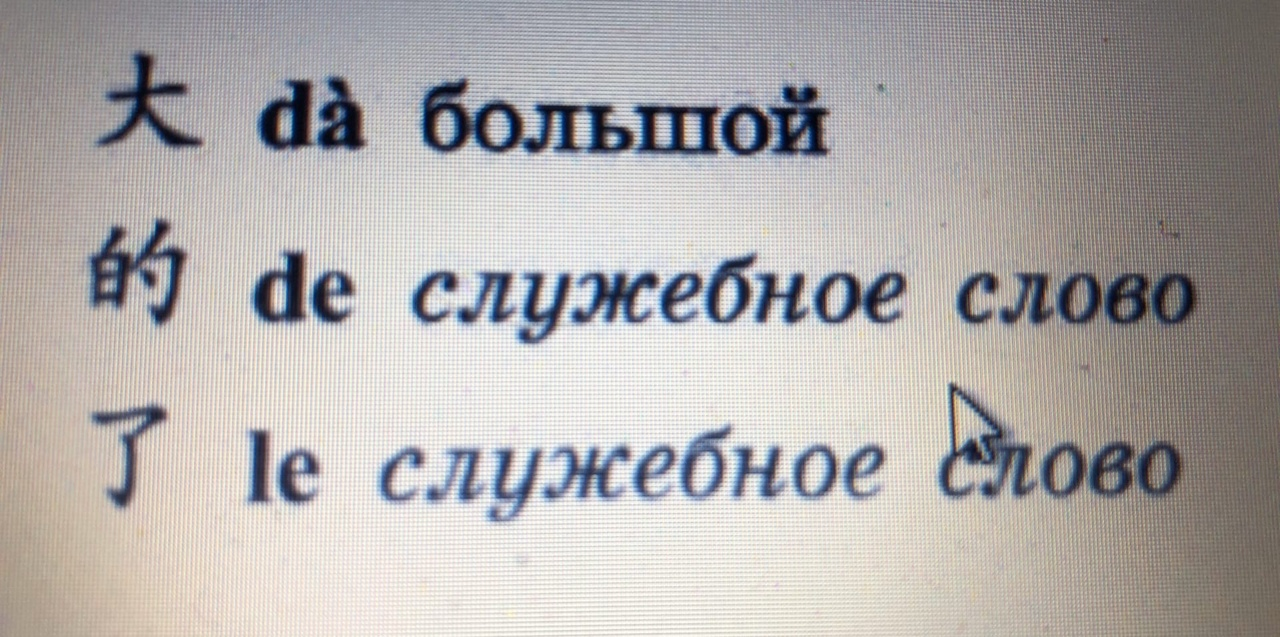 大 dà большой
的 de служебное слово
了 le служебное слово